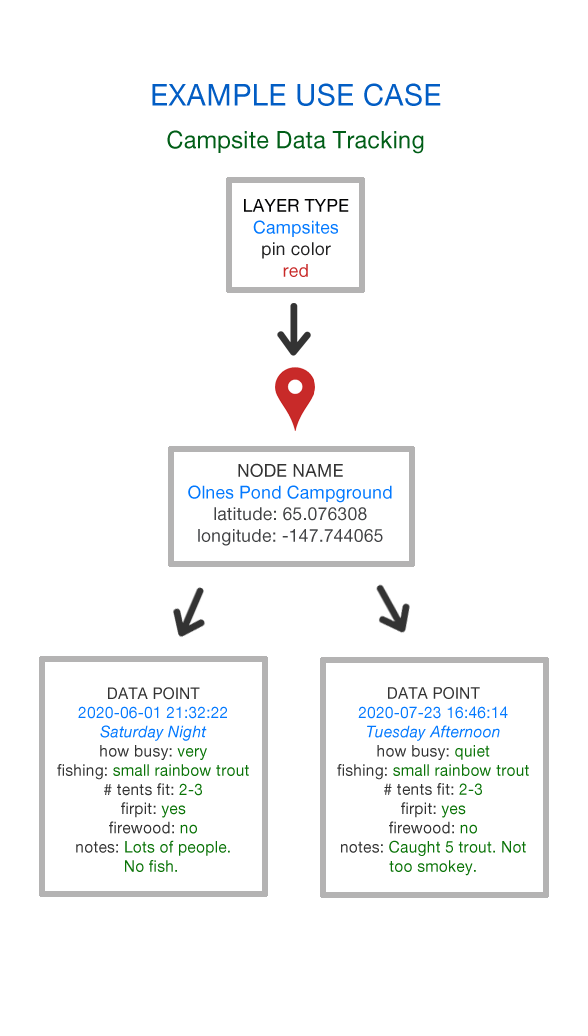 EXAMPLE USE CASE
Campsite Data Tracking
LAYER TYPE
Campsites
pin color
red
NODE NAME
Olnes Pond Campground
latitude: 65.076308
longitude: -147.744065
DATA POINT
2020-06-01 21:32:22
Saturday Night
how busy: very
fishing: small rainbow trout
# tents fit: 2-3
firpit: yes
firewood: no
notes: Lots of people.
No fish.
DATA POINT
2020-07-23 16:46:14
Tuesday Afternoon
how busy: quiet
fishing: small rainbow trout
# tents fit: 2-3
firpit: yes
firewood: no
notes: Caught 5 trout. Not
too smokey.